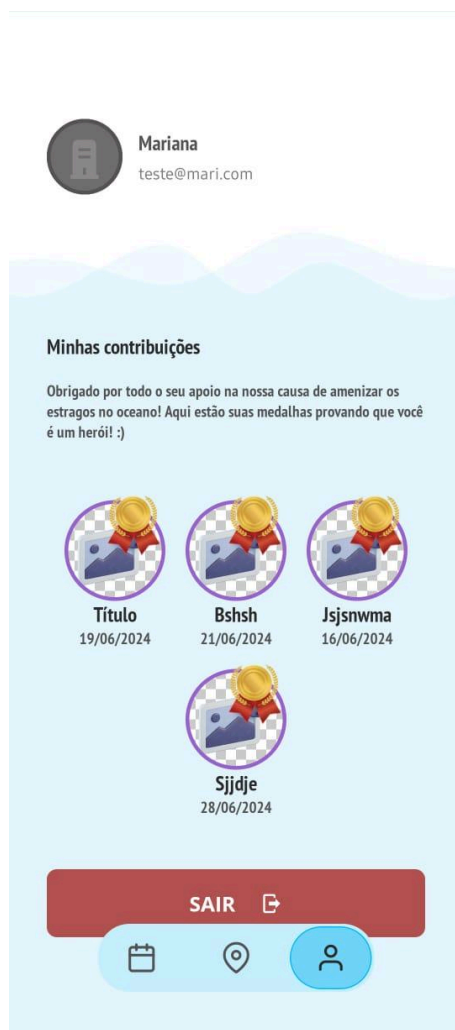 Mariana
teste@mari.com
Minhas contribuições
Obrigado por todo o seu apoio na nossa causa de amenizar os
estragos no oceano! Aqui estão suas medalhas provando que você
é um herói! :)
Título
19/06/2024
Bshsh
21/06/2024
Jsjsnwma
16/06/2024
Sjjdje
28/06/2024
SAIR